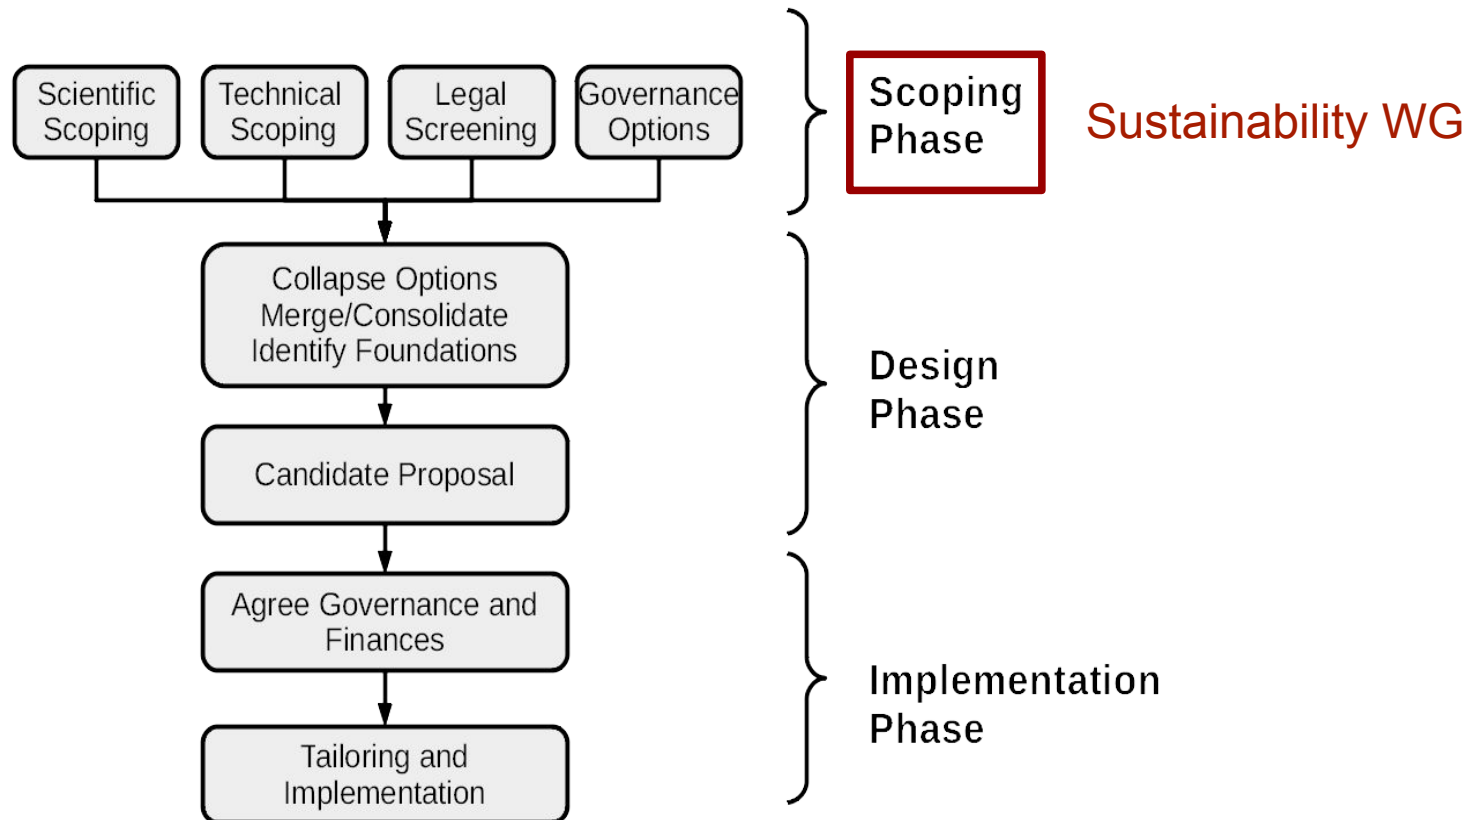 Scientific
Scoping
Technical
Scoping
Legal
Screening
Governance
Options
Scoping
Phase
Sustainability WG
Collapse Options
Merge/Consolidate
Identify Foundations
Design
Phase
Candidate Proposal
Agree Governance and
Finances
Implementation
Phase
Tailoring and
Implementation